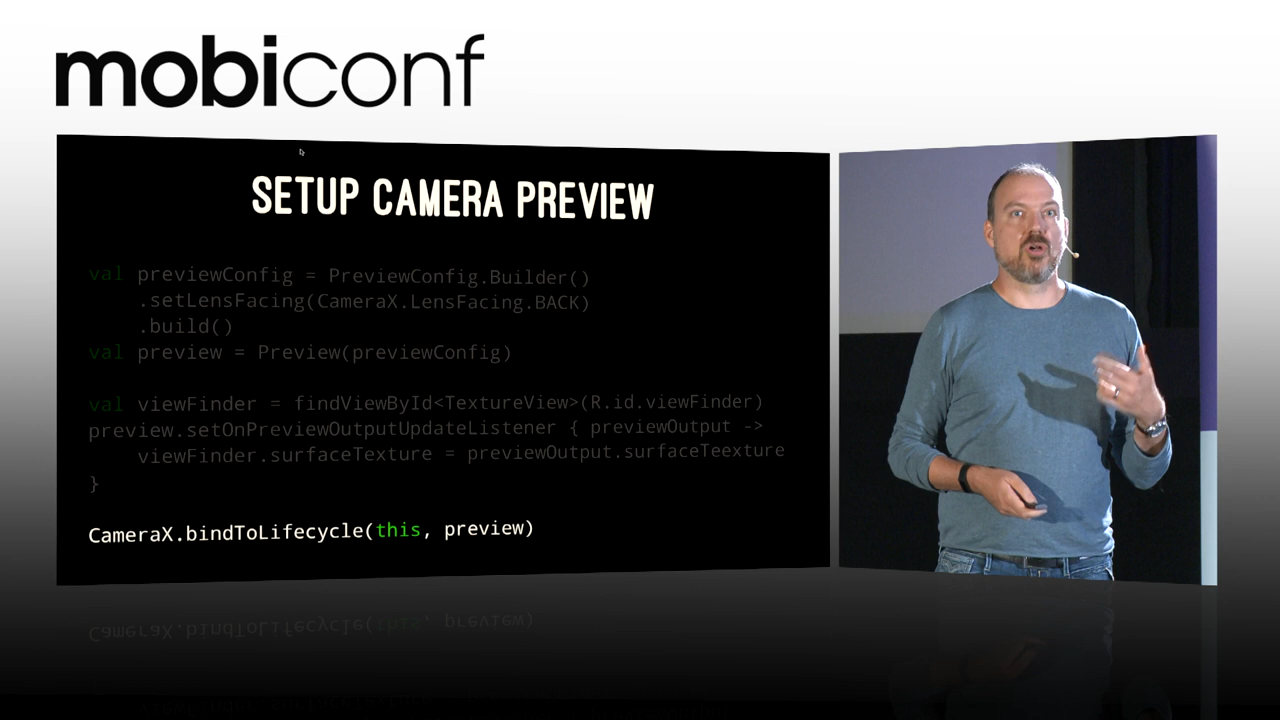 mobiconf
SETUP CAMERA PREVIEW
val previewConfig = PreviewConfig.Builder()
.setLensFacing(CameraX.LensFacing.BACK)
.build()
val preview = Preview(previewConfig)
val viewFinder = findViewById<TextureView>(R.id.viewFinder)
preview.setOnPreviewOutputUpdateListener { previewOutput ->
viewFinder.surfaceTexture = previewOutput.surfaceTeexture
}
CameraX.bindToLifecycle(this, preview)